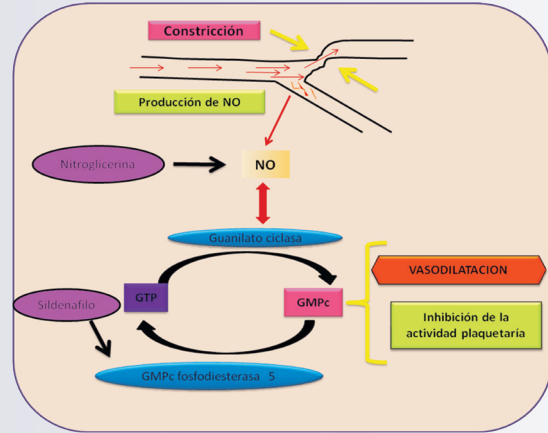 Constricción
Producción de NO
Nitroglicerina
NO
Guanilato ciclasa
GTP
GMPc
VASODILATACION
Sildenafilo
Inhibición de la
actividad plaquetaría
GMPc fosfodiesterasa 5